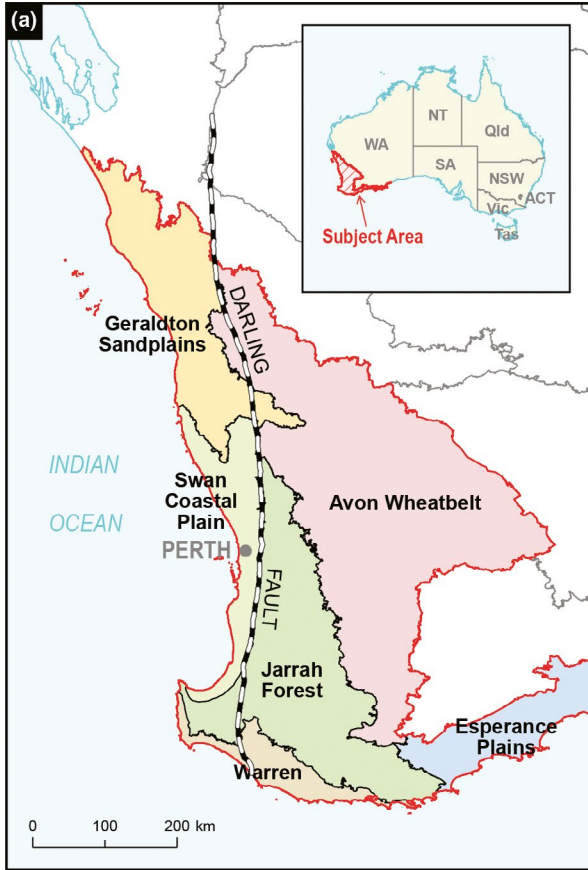 (a)
NT
WA
Qld
SA
NSW
ACT
Vic
Tas
Subject Area
DARLING
Geraldton
Sandplains
INDIAN
OCEAN
Swan
Coastal
Plain
Avon Wheatbelt
PERTH
FAULT
Jarrah
Forest
Esperance
Plains
Warren
0 100 200 km